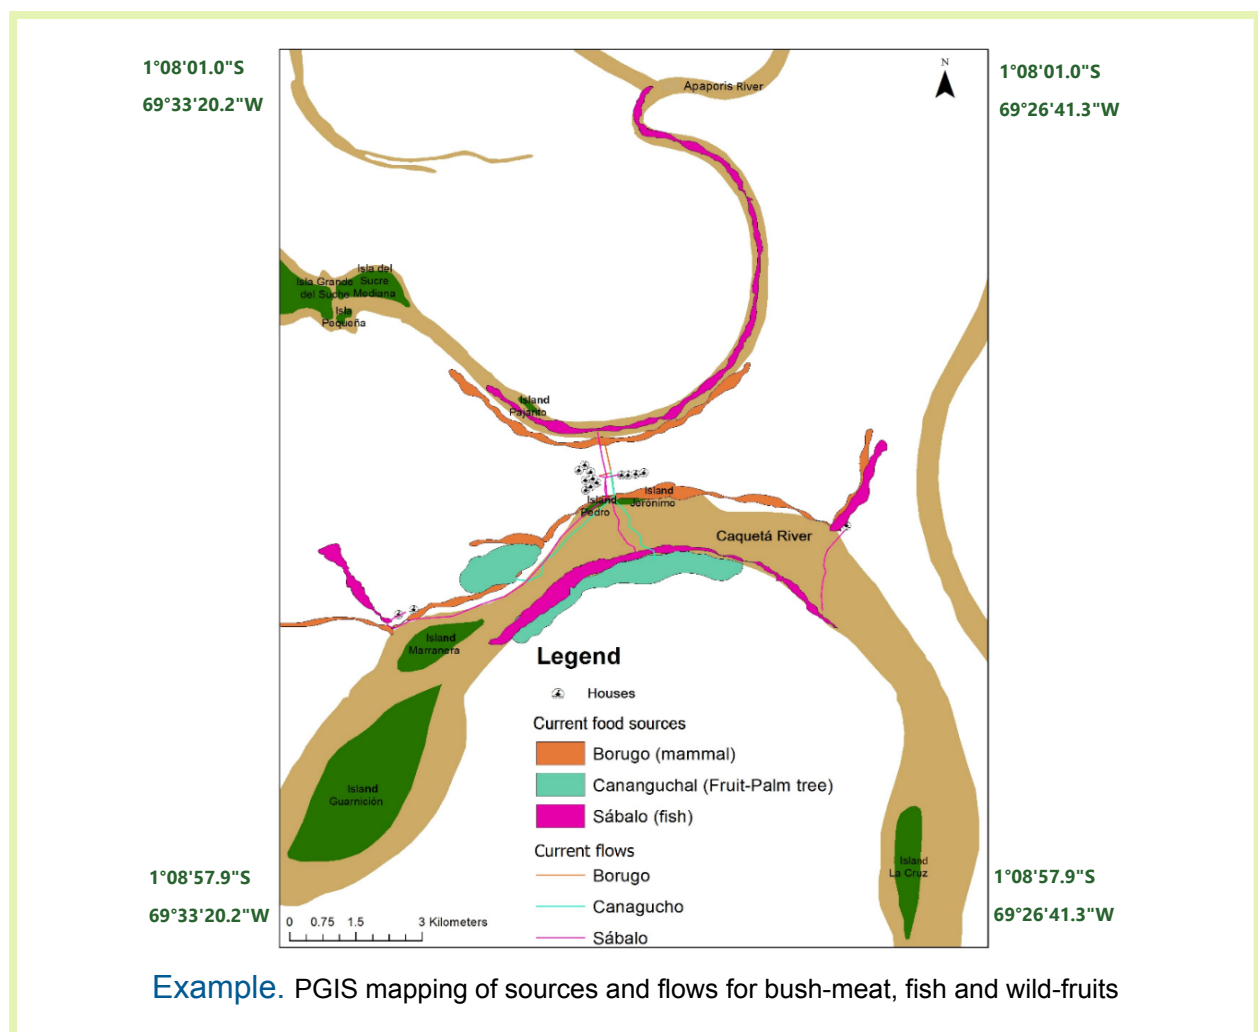 1°08'01.0"S
69°33'20.2"W
1°08'01.0"S
69°26'41.3"W
N
Apaporis River
Isla Grande
del Suche
Isla del
Sucre
Mediana
Isla
Pequeña
Island
Pajarito
Island
Pedro
Island
Jeronimo
Caquetá River
Island
Marranera
Island
Guarnición
Island
La Cruz
Legend
Houses
Current food sources
Borugo (mammal)
Cananguchal (Fruit-Palm tree)
Sábalo (fish)
Current flows
Borugo
Canagucho
Sábalo
1°08'57.9"S
69°33'20.2"W
1°08'57.9"S
69°26'41.3"W
0 0.75 1.5 3 Kilometers
Example. PGIS mapping of sources and flows for bush-meat, fish and wild-fruits